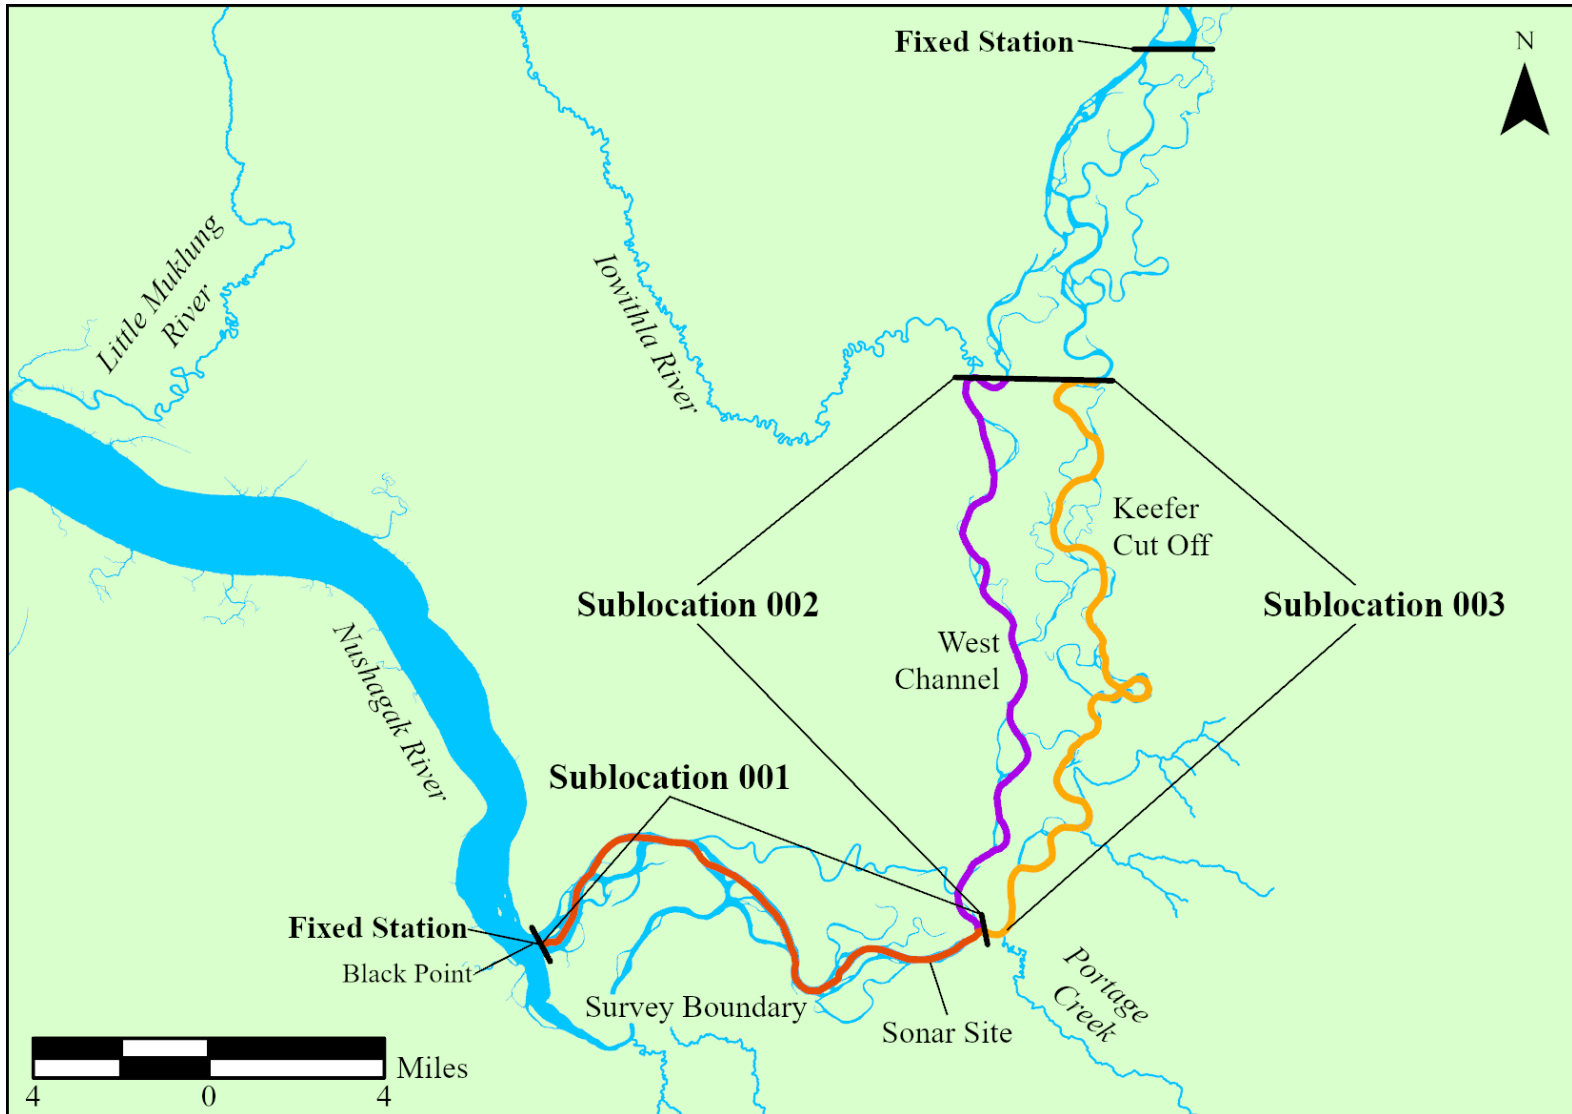 Fixed Station
N
Little Muklung
River
Iowithla River
Keefer
Cut Off
Sublocation 002
Sublocation 003
West
Channel
Nushagak River
Sublocation 001
Fixed Station
Black Point
Survey Boundary
Sonar Site
Portage
Creek
Miles
4 0 4